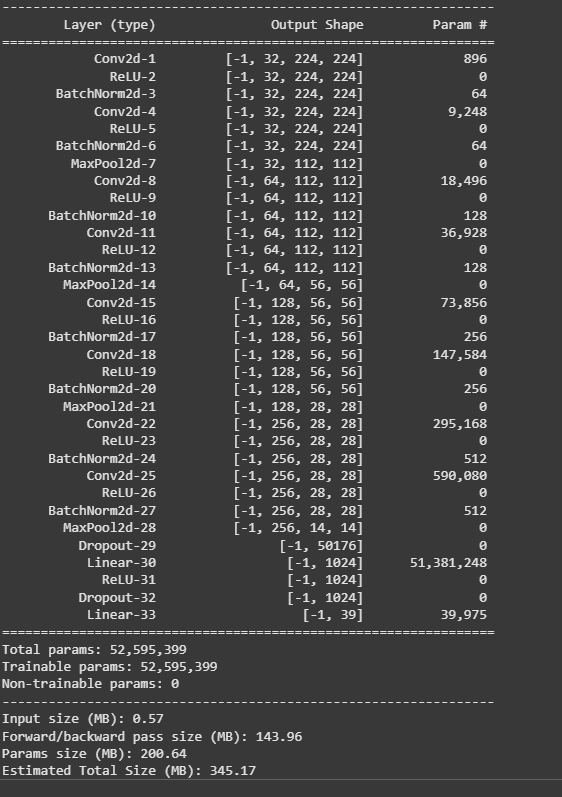 ----------------------------------------------------------------
Layer (type) Output Shape Param #
================================================================
Conv2d-1 [-1, 32, 224, 224] 896
ReLU-2 [-1, 32, 224, 224] 0
BatchNorm2d-3 [-1, 32, 224, 224] 64
Conv2d-4 [-1, 32, 224, 224] 9,248
ReLU-5 [-1, 32, 224, 224] 0
BatchNorm2d-6 [-1, 32, 224, 224] 64
MaxPool2d-7 [-1, 32, 112, 112] 0
Conv2d-8 [-1, 64, 112, 112] 18,496
ReLU-9 [-1, 64, 112, 112] 0
BatchNorm2d-10 [-1, 64, 112, 112] 128
Conv2d-11 [-1, 64, 112, 112] 36,928
ReLU-12 [-1, 64, 112, 112] 0
BatchNorm2d-13 [-1, 64, 112, 112] 128
MaxPool2d-14 [-1, 64, 56, 56] 0
Conv2d-15 [-1, 128, 56, 56] 73,856
ReLU-16 [-1, 128, 56, 56] 0
BatchNorm2d-17 [-1, 128, 56, 56] 256
Conv2d-18 [-1, 128, 56, 56] 147,584
ReLU-19 [-1, 128, 56, 56] 0
BatchNorm2d-20 [-1, 128, 56, 56] 256
MaxPool2d-21 [-1, 128, 28, 28] 0
Conv2d-22 [-1, 256, 28, 28] 295,168
ReLU-23 [-1, 256, 28, 28] 0
BatchNorm2d-24 [-1, 256, 28, 28] 512
Conv2d-25 [-1, 256, 28, 28] 590,080
ReLU-26 [-1, 256, 28, 28] 0
BatchNorm2d-27 [-1, 256, 28, 28] 512
MaxPool2d-28 [-1, 256, 14, 14] 0
Dropout-29 [-1, 50176] 0
Linear-30 [-1, 1024] 51,381,248
ReLU-31 [-1, 1024] 0
Dropout-32 [-1, 1024] 0
Linear-33 [-1, 39] 39,975
================================================================
Total params: 52,595,399
Trainable params: 52,595,399
Non-trainable params: 0
----------------------------------------------------------------
Input size (MB): 0.57
Forward/backward pass size (MB): 143.96
Params size (MB): 200.64
Estimated Total Size (MB): 345.17